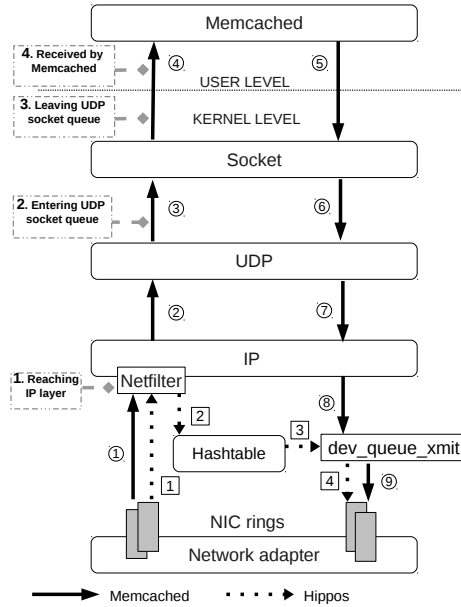 Memcached
4. Received by
Memcached
④
⑤
USER LEVEL
3. Leaving UDP
socket queue
KERNEL LEVEL
Socket
2. Entering UDP
socket queue
③
⑥
UDP
②
⑦
IP
1. Reaching
IP layer
Netfilter
⑧
2
①
Hashtable
3
dev_queue_xmit
1
4
⑨
NIC rings
Network adapter
Memcached
Hippos